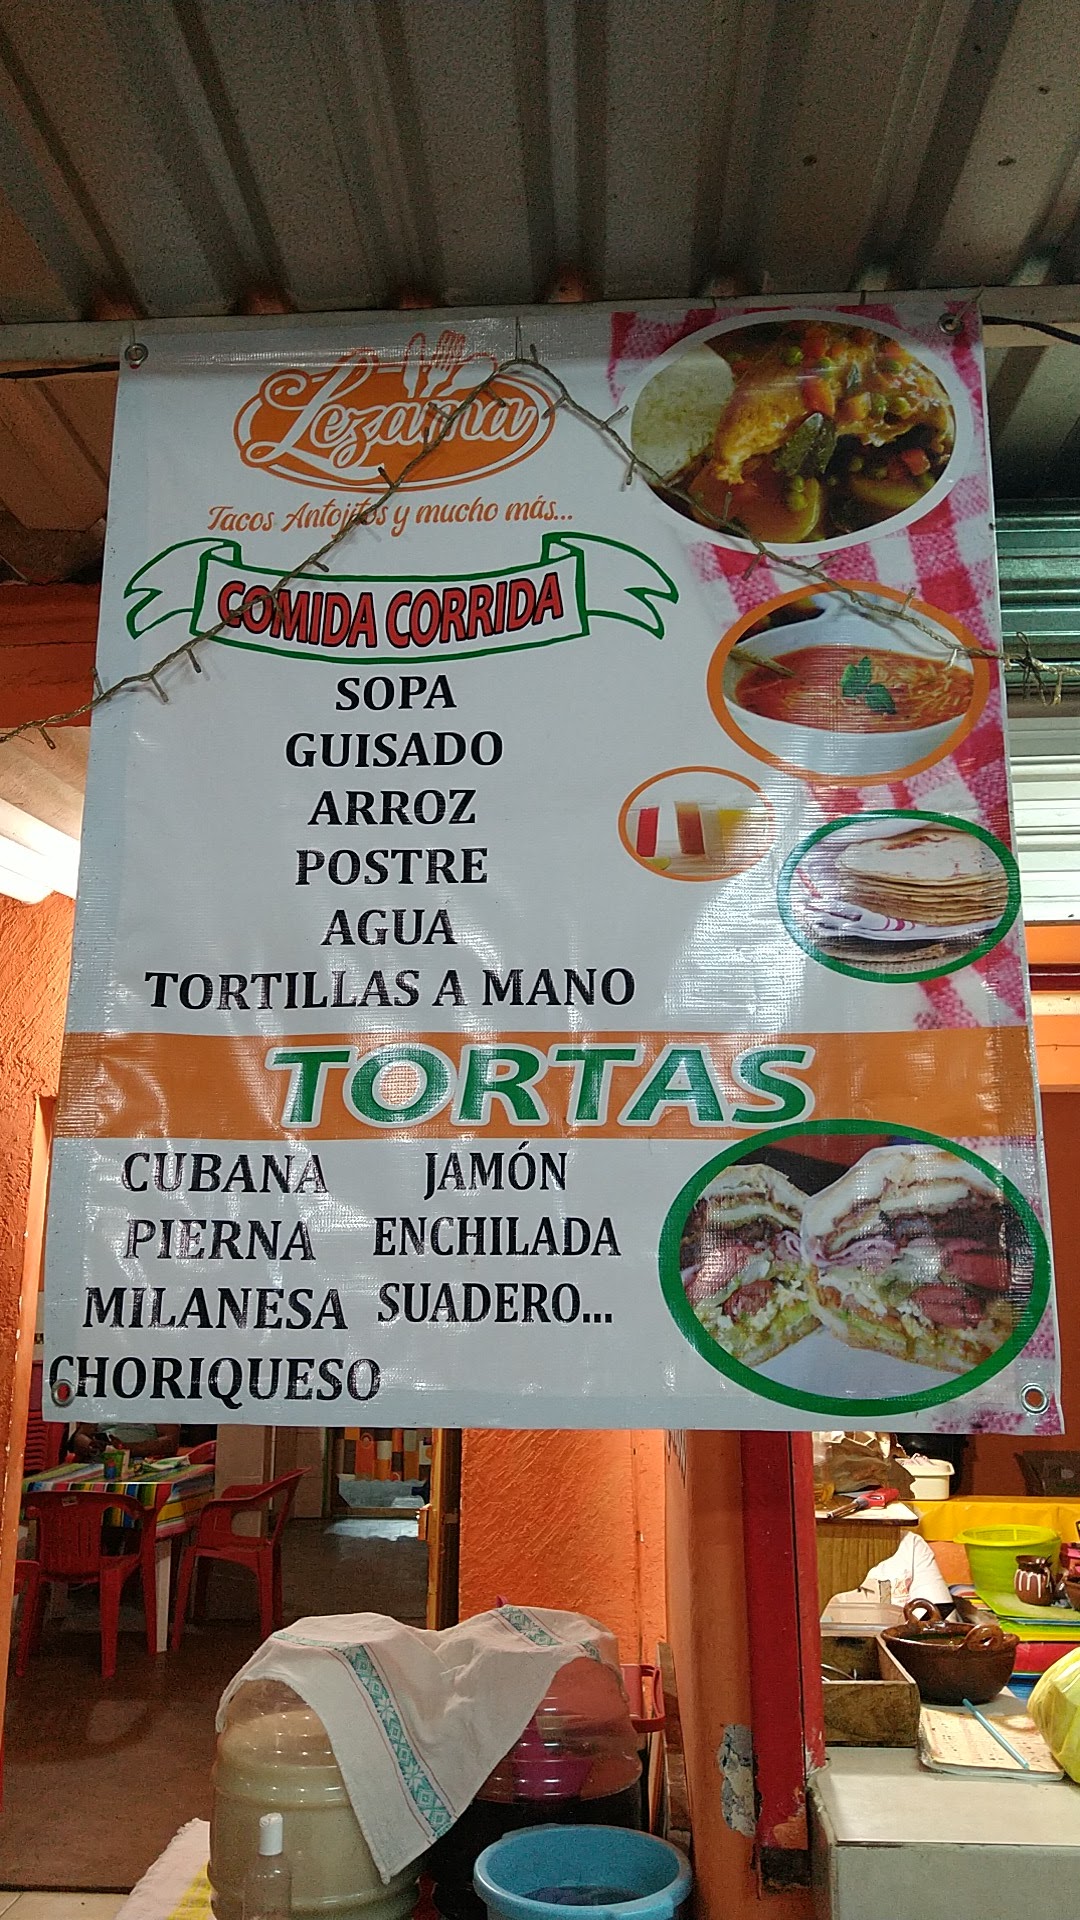 Lezama
Tacos Antojitos y mucho más...
COMIDA CORRIDA
SOPA
GUISADO
ARROZ
POSTRE
AGUA
TORTILLAS A MANO
TORTAS
CUBANA
PIERNA
MILANESA
CHORIQUESO
JAMÓN
ENCHILADA
SUADERO...